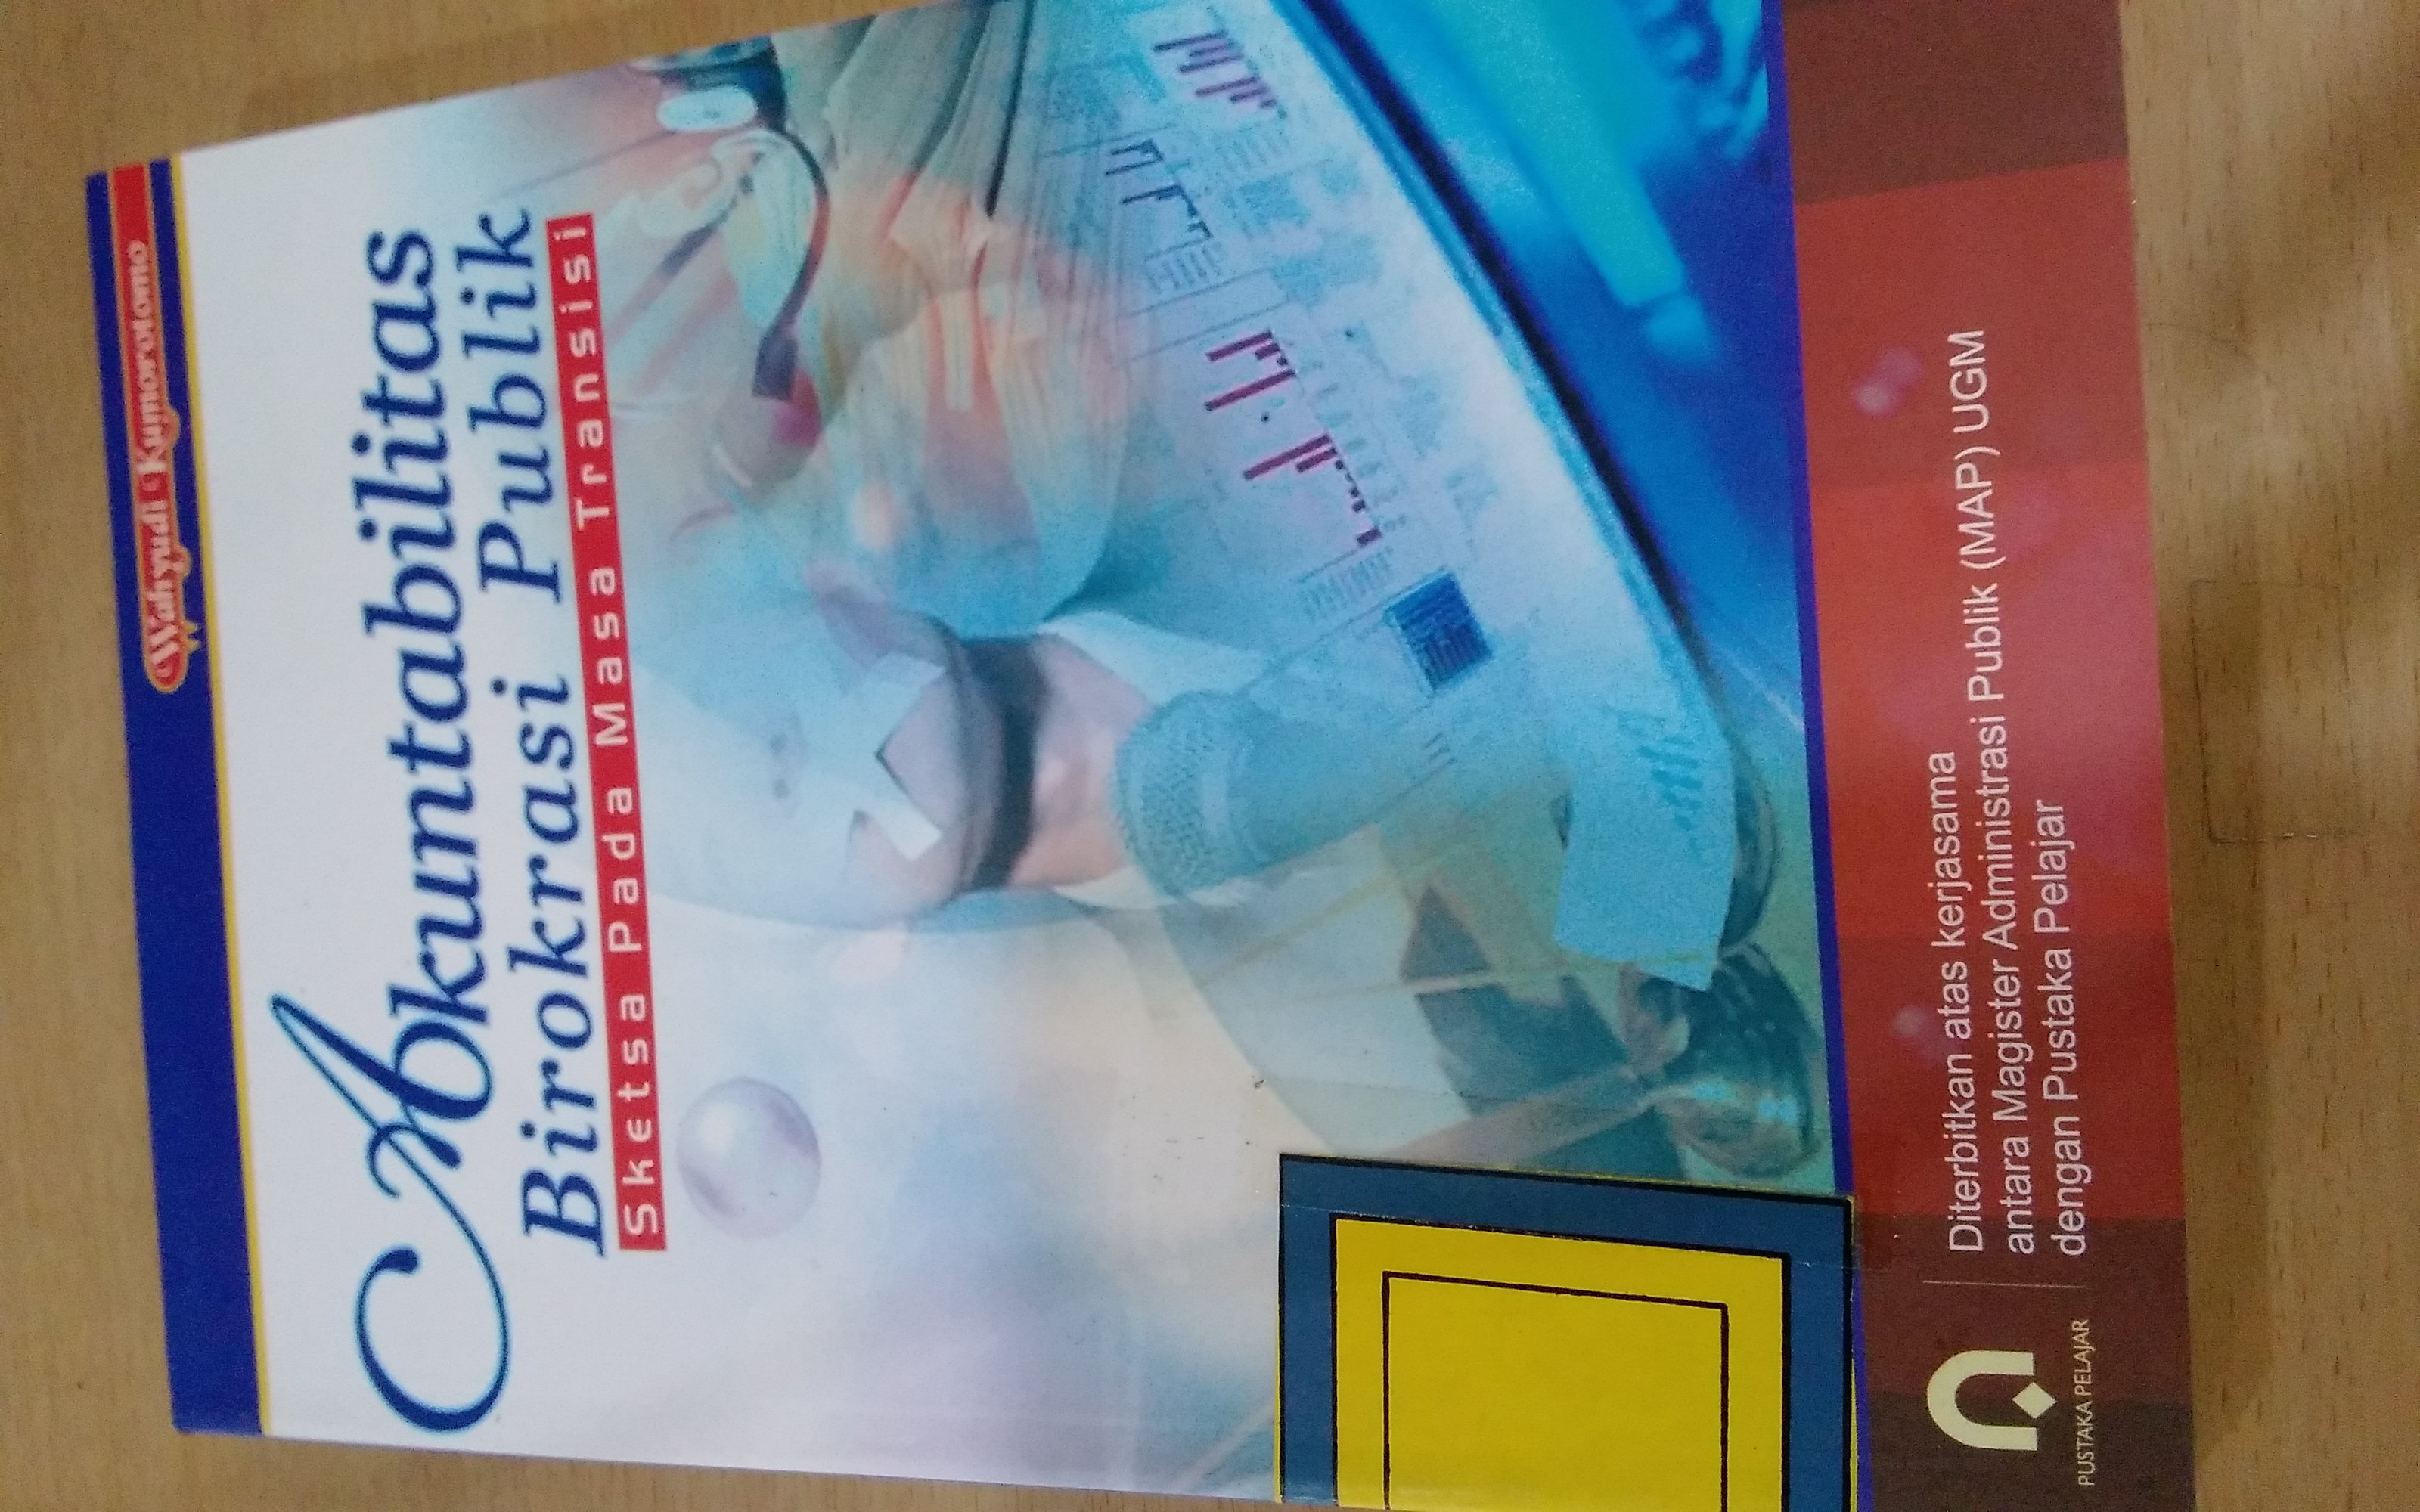 Wahyudi Kumorotomo
Akuntabilitas
Birokrasi Publik
Sketsa Pada Masa Transisi
Diterbitkan atas kerjasama
antara Magister Administrasi Publik (MAP) UGM
dengan Pustaka Pelajar
PUSTAKA PELAJAR